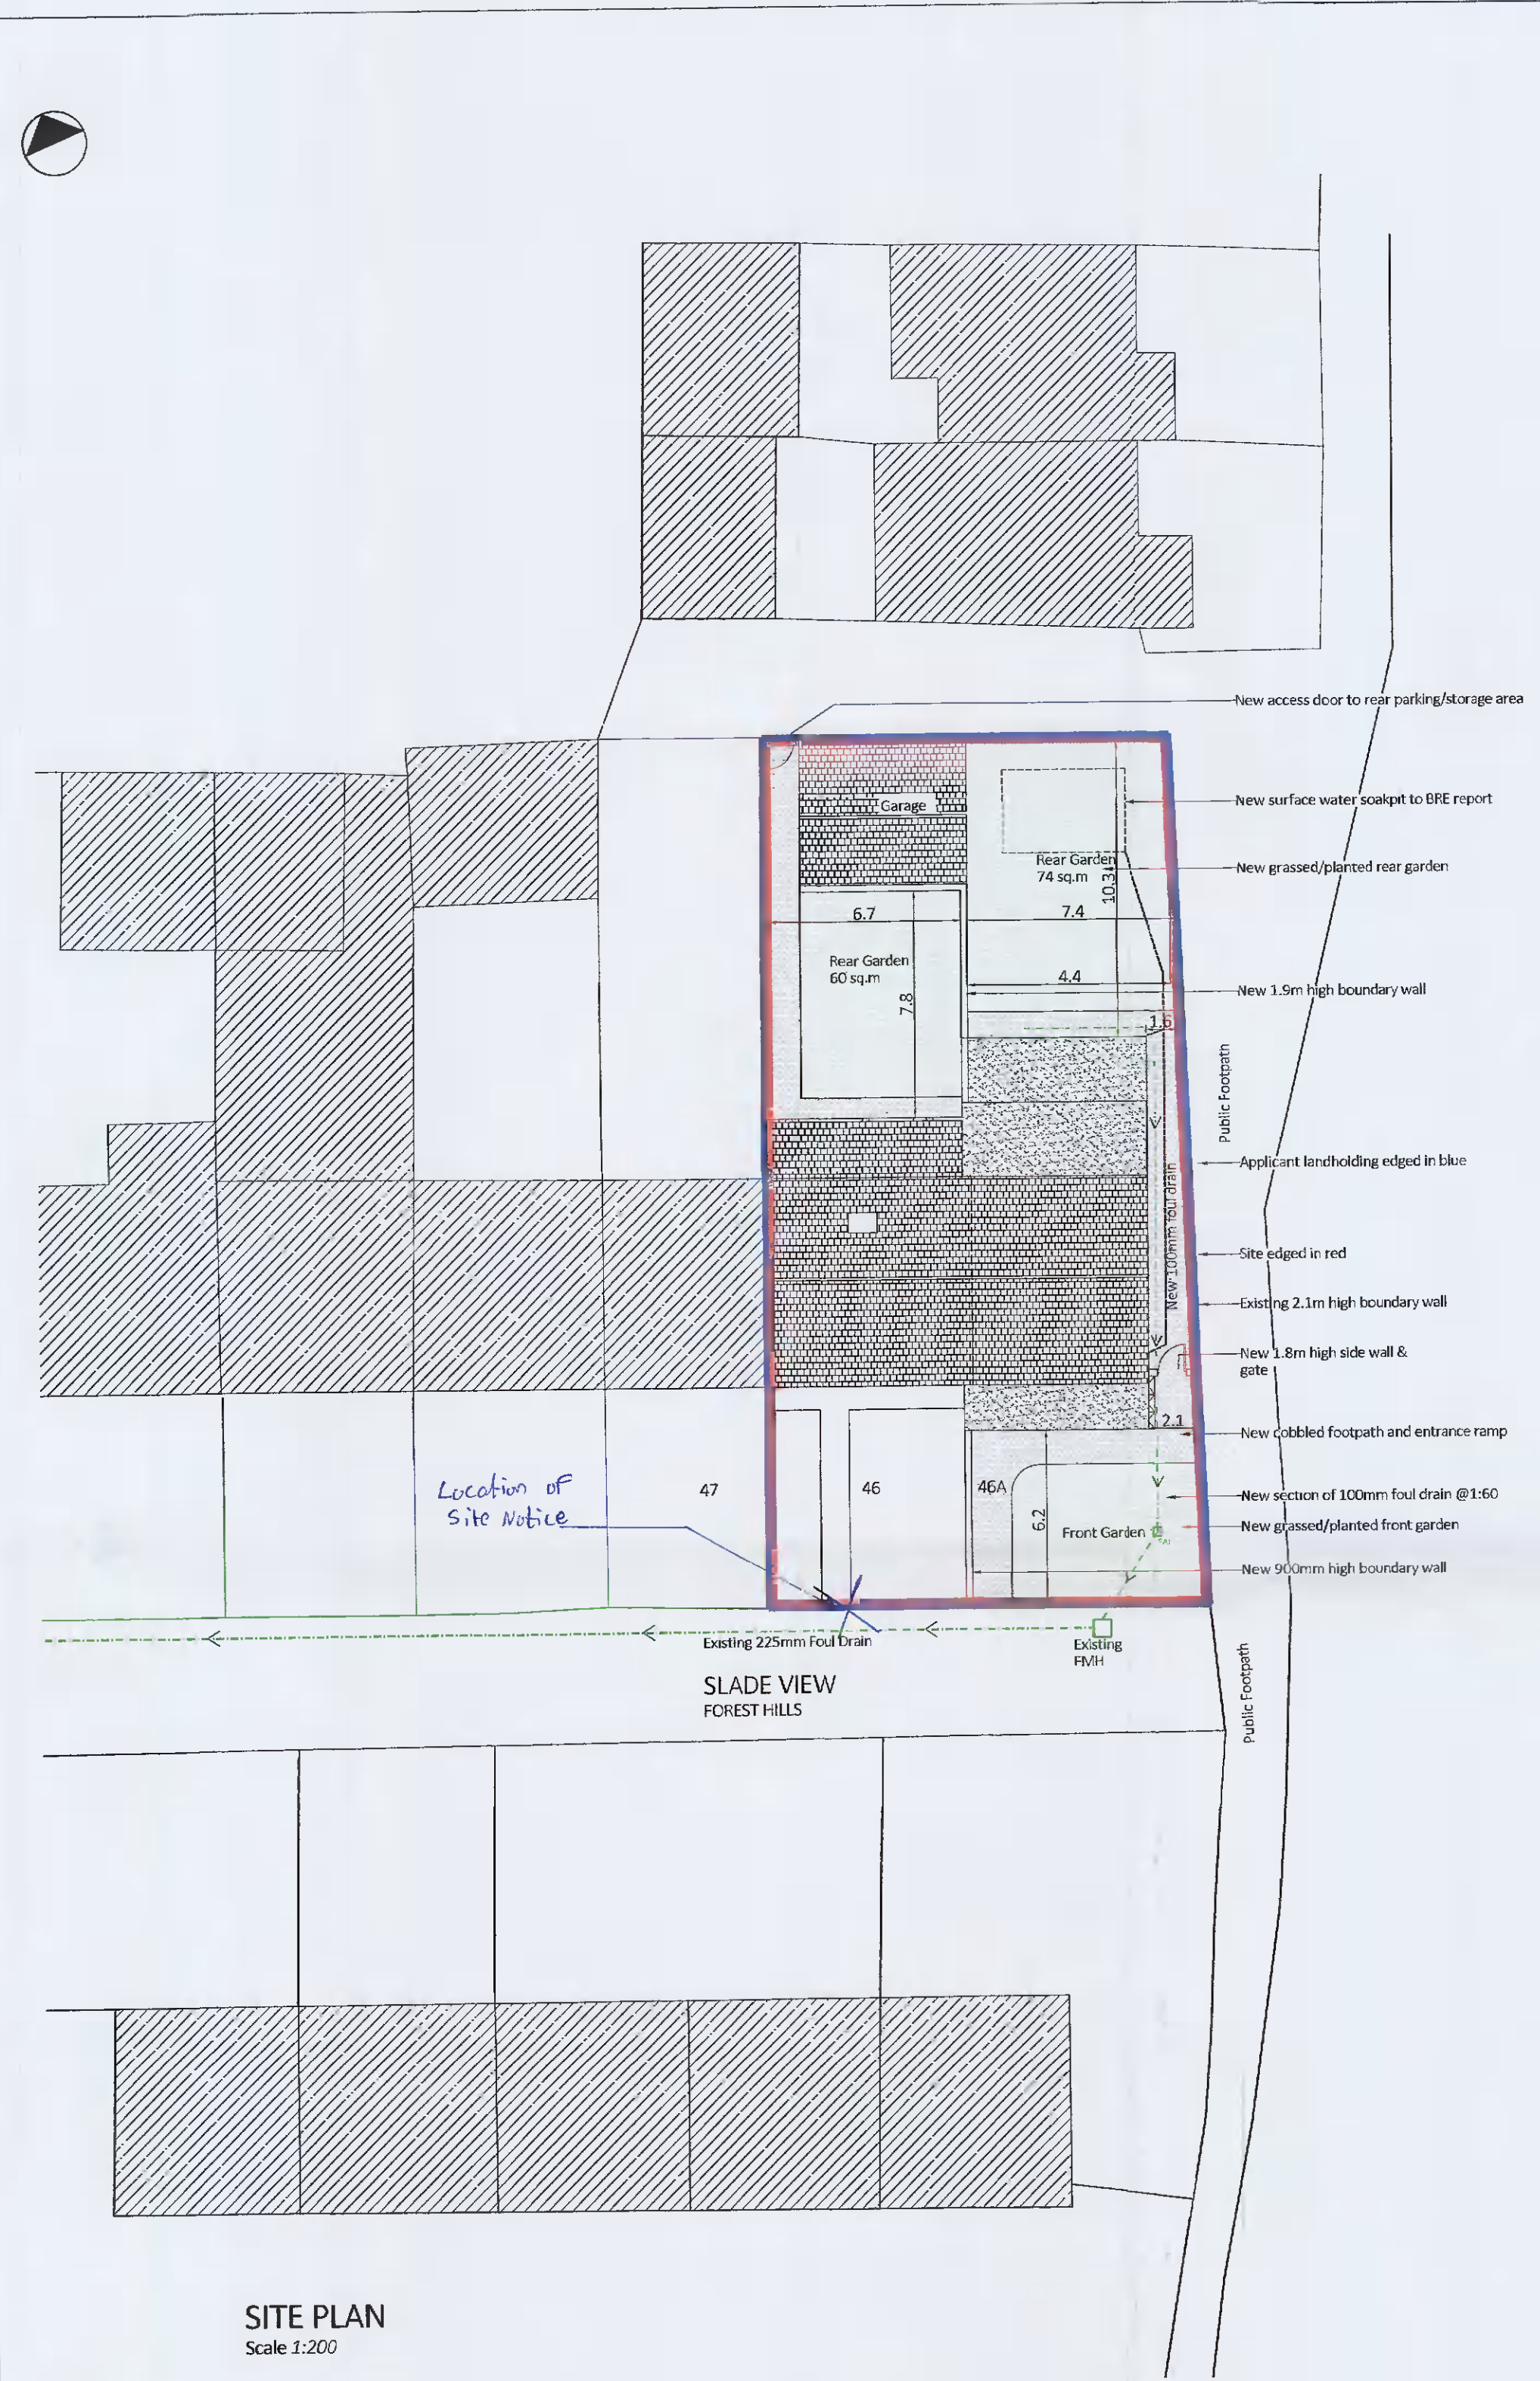 New access door to rear parking/storage area
New surface water soakpit to BRE report
Garage
Rear Garden
74 sq.m
10.3
New grassed/planted rear garden
6.7
7.4
Rear Garden
60 sq.m
7.8
4.4
New 1.9m high boundary wall
1.6
Public Footpath
Applicant landholding edged in blue
New 100mm foul drain
Site edged in red
Existing 2.1m high boundary wall
New 1.8m high side wall &
gate
2.1
New cobbled footpath and entrance ramp
Location of
Site Notice
47
46
46A
6.2
New section of 100mm foul drain @1:60
Front Garden
New grassed/planted front garden
New 900mm high boundary wall
Existing 225mm Foul Drain
Existing
FMH
SLADE VIEW
FOREST HILLS
Public Footpath
SITE PLAN
Scale 1:200